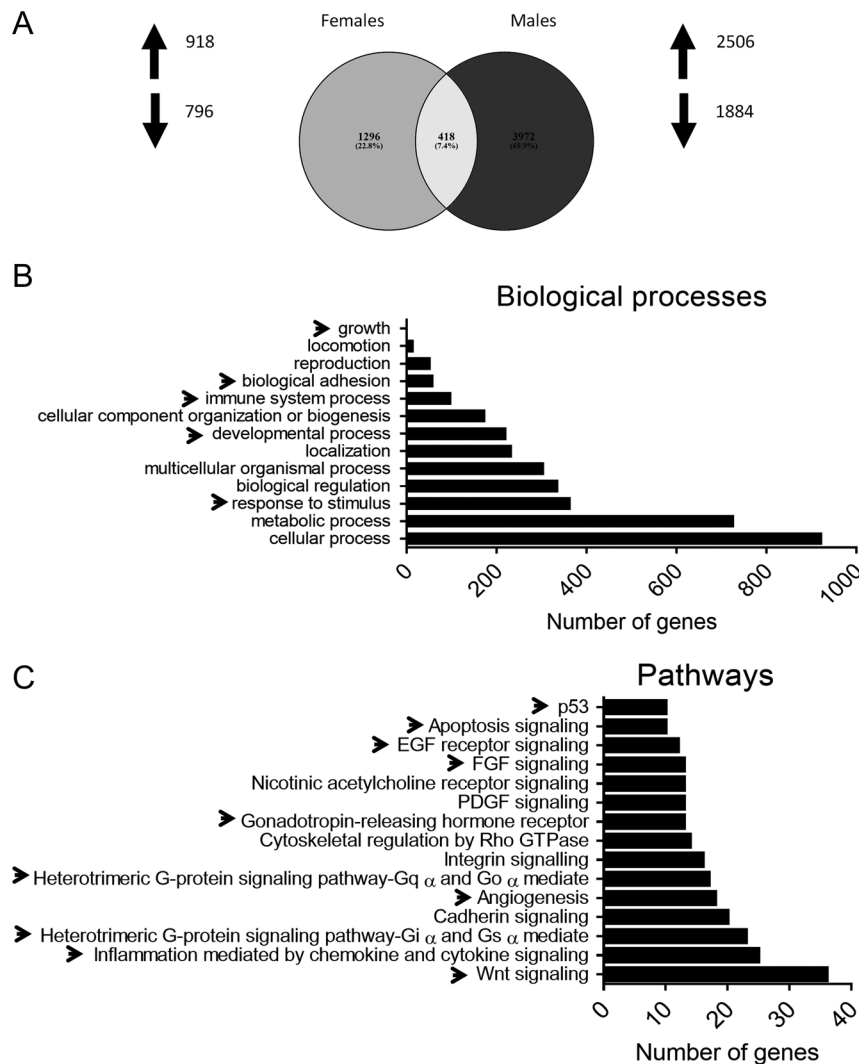 A
Females
Males
918
796
2506
1884
1296
(22.8%)
418
(7.4%)
3972
(69.9%)
B
Biological processes
growth
locomotion
reproduction
biological adhesion
immune system process
cellular component organization or biogenesis
developmental process
localization
multicellular organismal process
biological regulation
response to stimulus
metabolic process
cellular process
0
200
400
600
800
1000
Number of genes
C
Pathways
p53
Apoptosis signaling
EGF receptor signaling
FGF signaling
Nicotinic acetylcholine receptor signaling
PDGF signaling
Gonadotropin-releasing hormone receptor
Cytoskeletal regulation by Rho GTPase
Integrin signalling
Heterotrimeric G-protein signaling pathway-Gq α and Go α mediate
Angiogenesis
Cadherin signaling
Heterotrimeric G-protein signaling pathway-Gi α and Gs α mediate
Inflammation mediated by chemokine and cytokine signaling
Wnt signaling
0
10
20
30
40
Number of genes